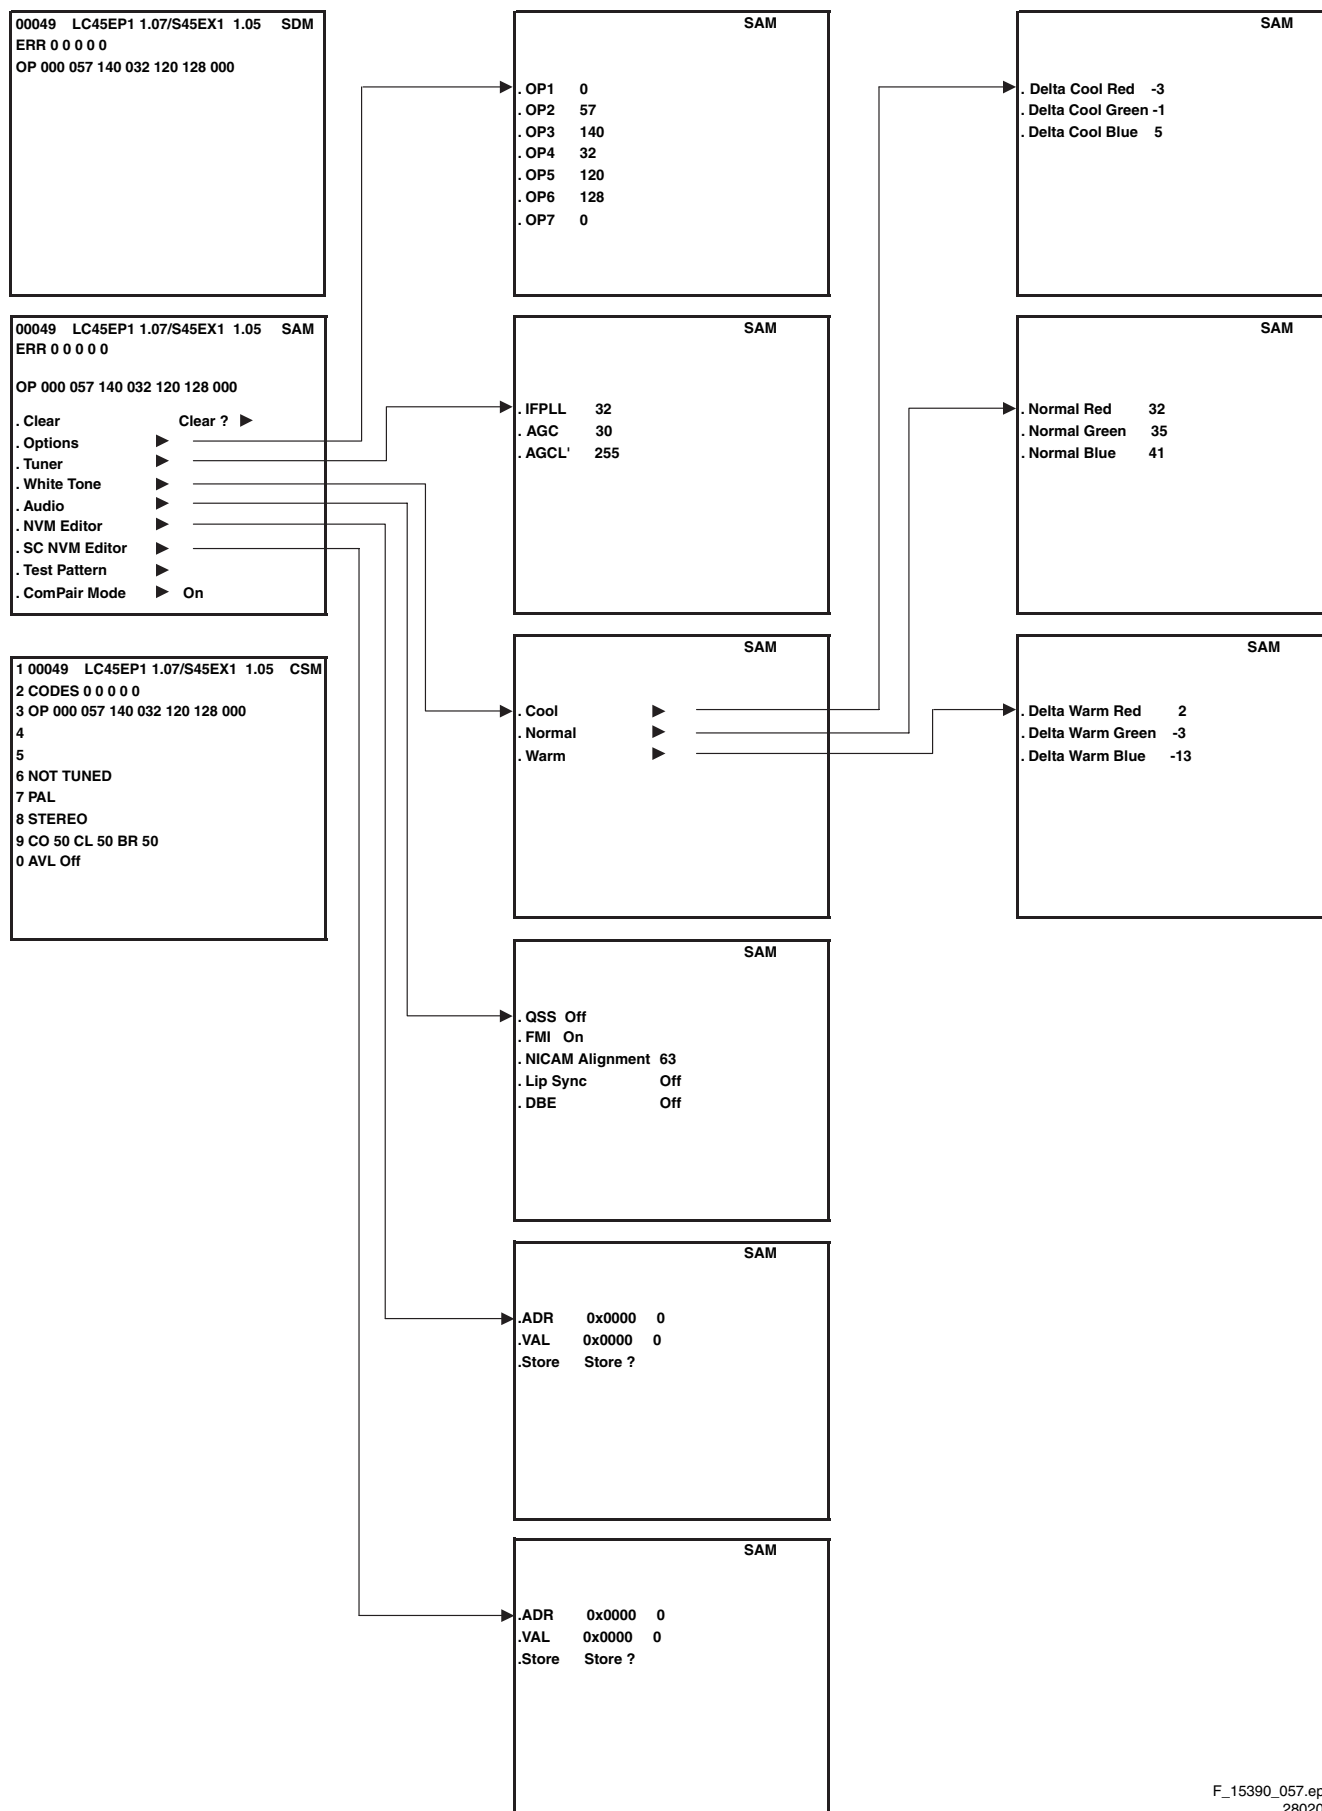 00049 LC45EP1 1.07/S45EX1 1.05 SDM
ERR 0 0 0 0 0
OP 000 057 140 032 120 128 000
SAM
. OP1 0
. OP2 57
. OP3 140
. OP4 32
. OP5 120
. OP6 128
. OP7 0
SAM
. Delta Cool Red -3
. Delta Cool Green -1
. Delta Cool Blue 5
00049 LC45EP1 1.07/S45EX1 1.05 SAM
ERR 0 0 0 0 0
OP 000 057 140 032 120 128 000
. Clear Clear ? ▶
. Options ▶
. Tuner ▶
. White Tone ▶
. Audio ▶
. NVM Editor ▶
. SC NVM Editor ▶
. Test Pattern ▶
. ComPair Mode ▶ On
SAM
. IFPLL 32
. AGC 30
. AGCL' 255
SAM
. Normal Red 32
. Normal Green 35
. Normal Blue 41
1 00049 LC45EP1 1.07/S45EX1 1.05 CSM
2 CODES 0 0 0 0 0
3 OP 000 057 140 032 120 128 000
4
5
6 NOT TUNED
7 PAL
8 STEREO
9 CO 50 CL 50 BR 50
0 AVL Off
SAM
. Cool ▶
. Normal ▶
. Warm ▶
SAM
. Delta Warm Red 2
. Delta Warm Green -3
. Delta Warm Blue -13
SAM
. QSS Off
. FMI On
. NICAM Alignment 63
. Lip Sync Off
. DBE Off
SAM
.ADR 0x0000 0
.VAL 0x0000 0
.Store Store ?
SAM
.ADR 0x0000 0
.VAL 0x0000 0
.Store Store ?
F_15390_057.ep
28020